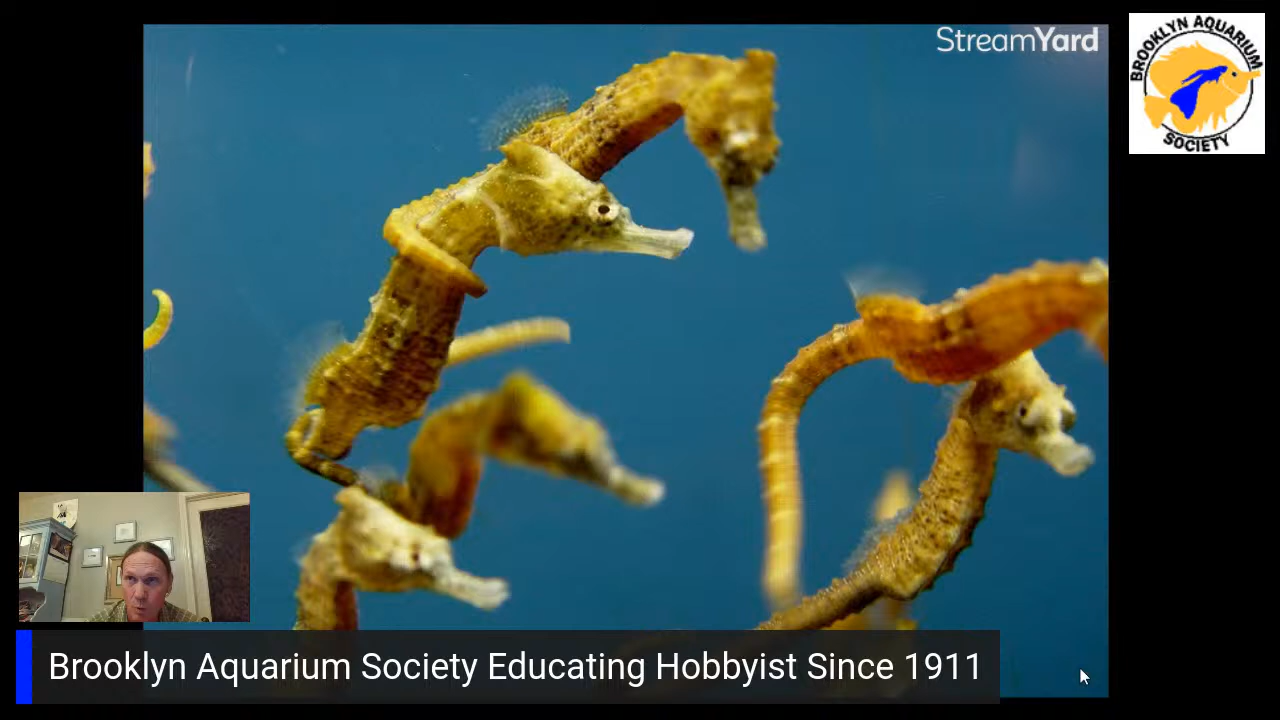 StreamYard
BROOKLYN AQUARIUM
SOCIETY
Brooklyn Aquarium Society Educating Hobbyist Since 1911